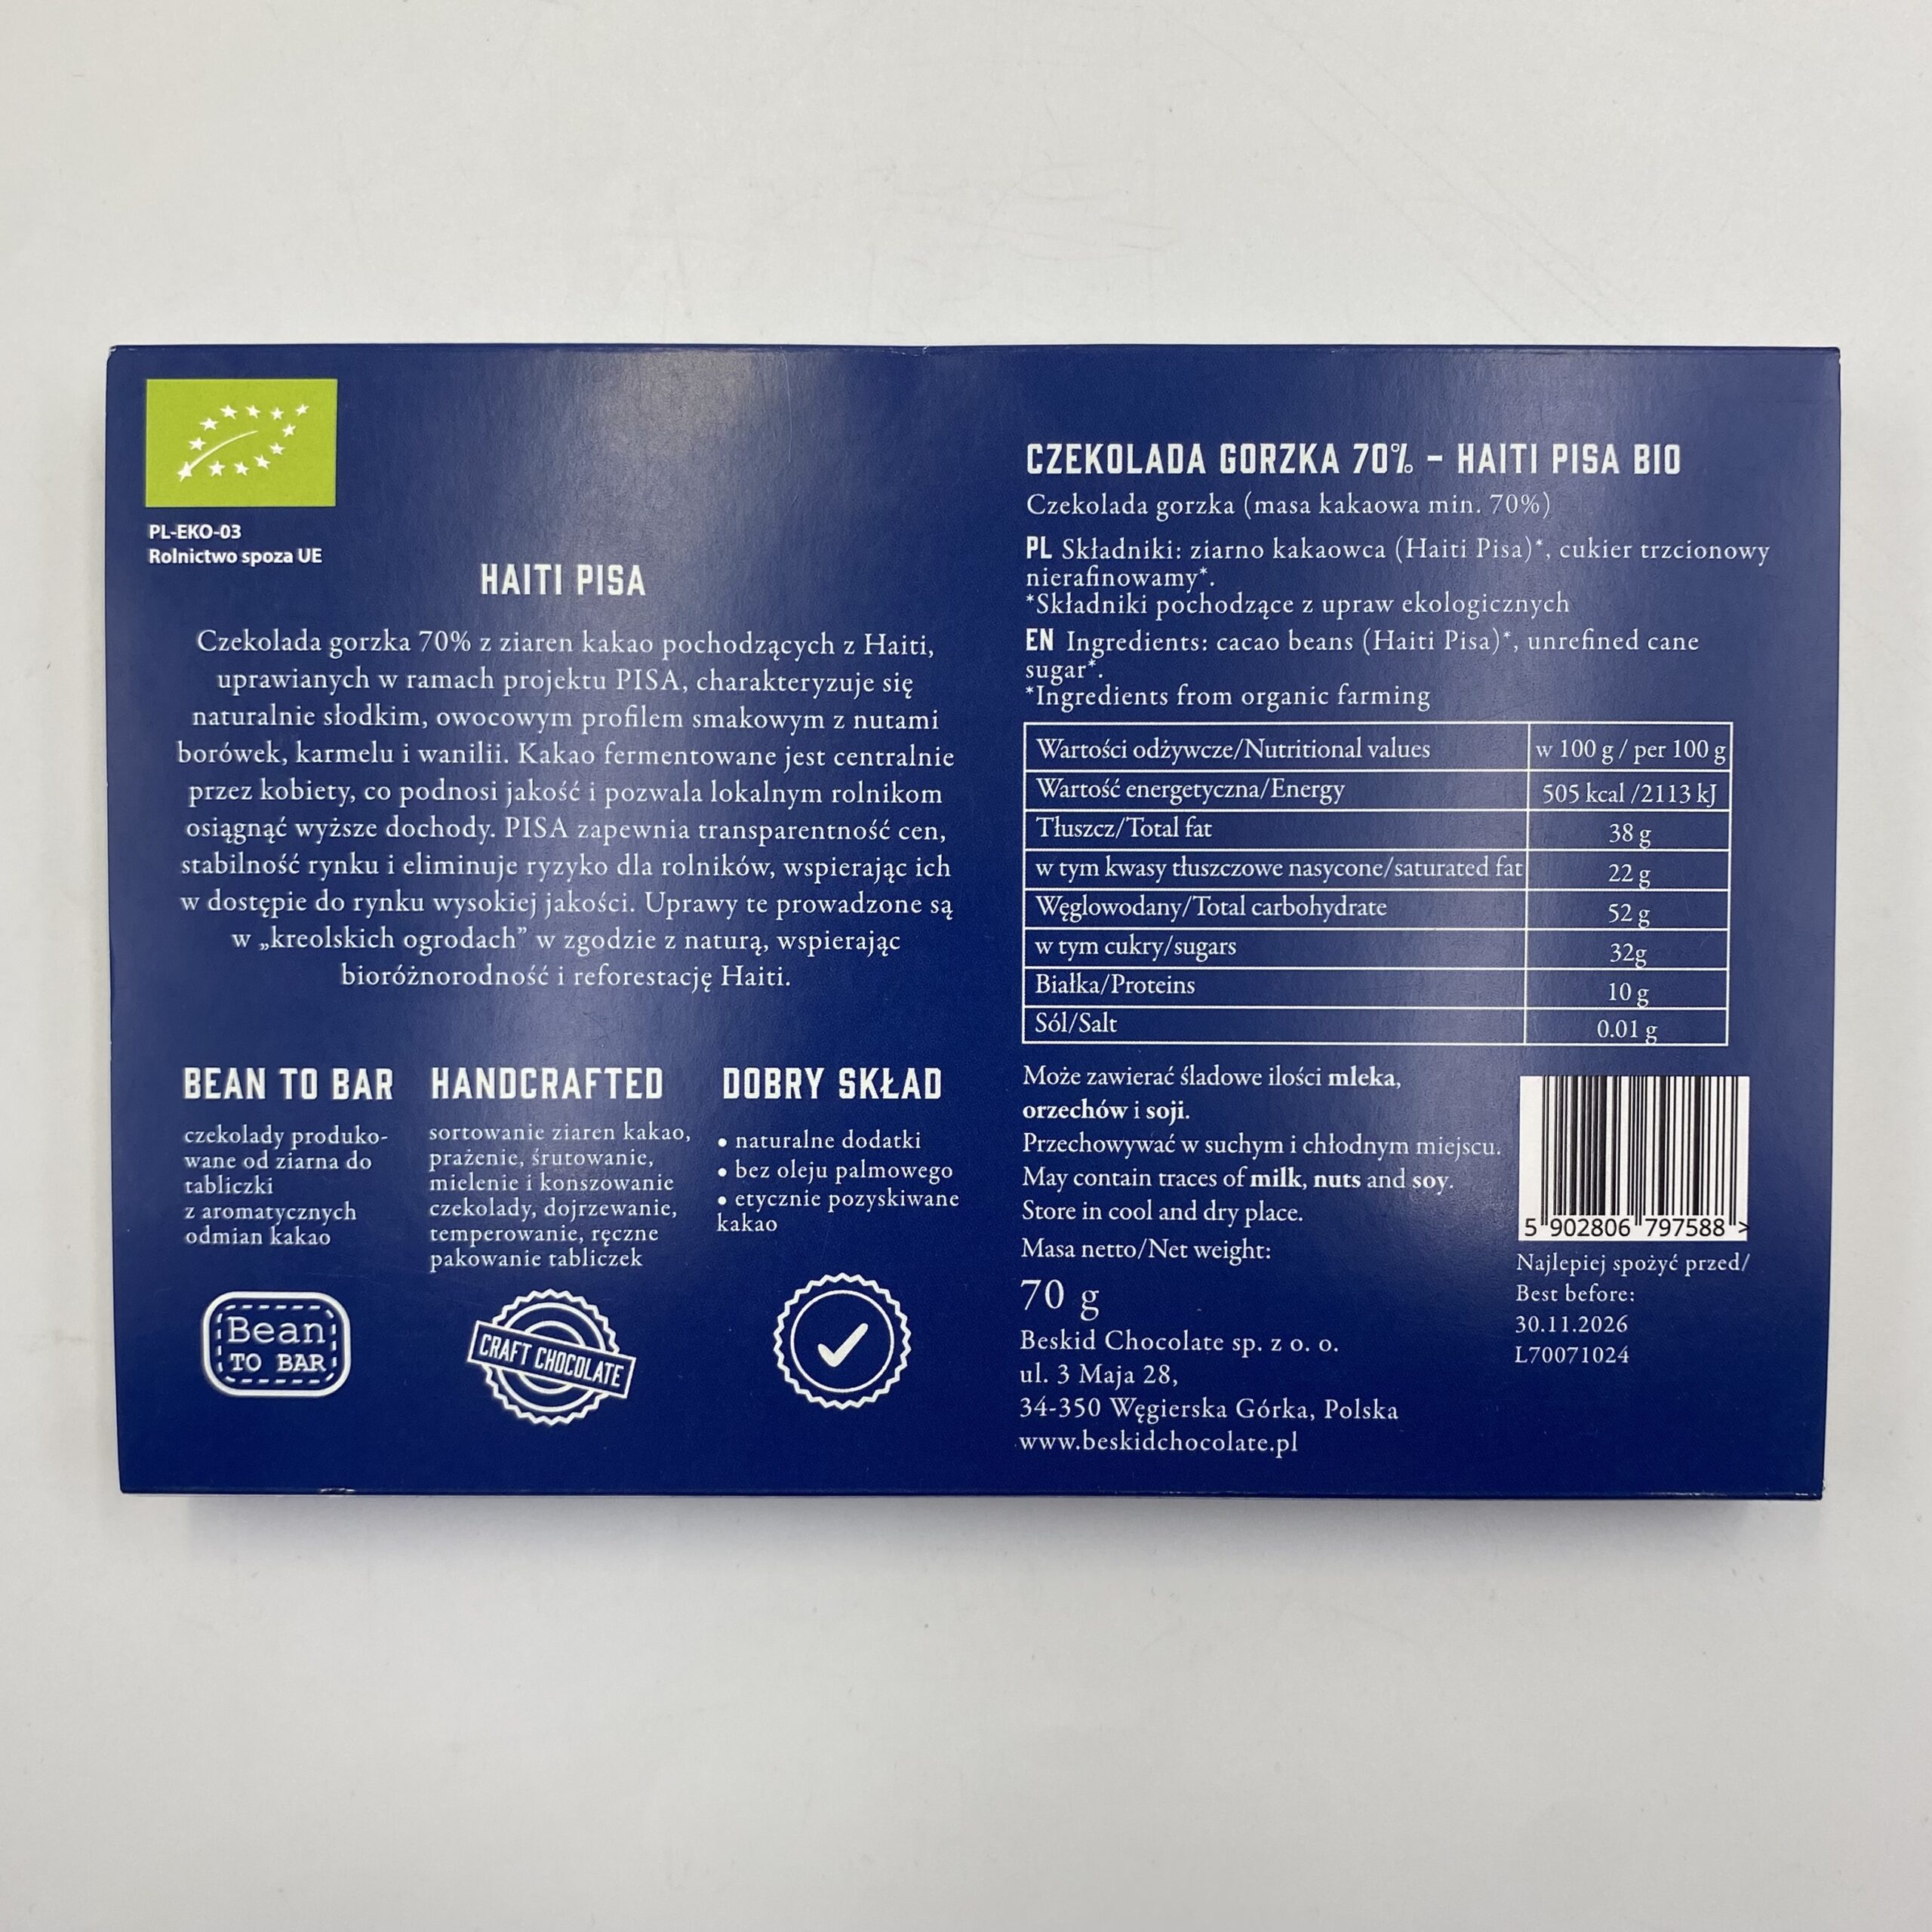 PL-EKO-03
Rolnictwo spoza UE
HAITI PISA
Czekolada gorzka 70% z ziaren kakao pochodzących z Haiti,
uprawianych w ramach projektu PISA, charakteryzuje się
naturalnie słodkim, owocowym profilem smakowym z nutami
borówek, karmelu i wanilii. Kakao fermentowane jest centralnie
przez kobiety, co podnosi jakość i pozwala lokalnym rolnikom
osiągnąć wyższe dochody. PISA zapewnia transparentność cen,
stabilność rynku i eliminuje ryzyko dla rolników, wspierając ich
w dostępie do rynku wysokiej jakości. Uprawy te prowadzone są
w „kreolskich ogrodach” w zgodzie z naturą, wspierając
bioróżnorodność i reforestację Haiti.
BEAN TO BAR
czekolady produko-
wane od ziarna do
tabliczki
z aromatycznych
odmian kakao
Bean
TO BAR
HANDCRAFTED
sortowanie ziaren kakao,
prażenie, śrutowanie,
mielenie i konszowanie
czekolady, dojrzewanie,
temperowanie, ręczne
pakowanie tabliczek
CRAFT CHOCOLATE
DOBRY SKŁAD
• naturalne dodatki
• bez oleju palmowego
• etycznie pozyskiwane
kakao
CZEKOLADA GORZKA 70% - HAITI PISA BIO
Czekolada gorzka (masa kakaowa min. 70%)
PL Składniki: ziarno kakaowca (Haiti Pisa)*, cukier trzcionowy
nierafinowamy*.
*Składniki pochodzące z upraw ekologicznych
EN Ingredients: cacao beans (Haiti Pisa)*, unrefined cane
sugar*.
*Ingredients from organic farming
Wartości odżywcze/Nutritional values w 100 g / per 100 g
Wartość energetyczna/Energy 505 kcal /2113 kJ
Tłuszcz/Total fat 38 g
w tym kwasy tłuszczowe nasycone/saturated fat 22 g
Węglowodany/Total carbohydrate 52 g
w tym cukry/sugars 32g
Białka/Proteins 10 g
Sól/Salt 0.01 g
Może zawierać śladowe ilości mleka,
orzechów i soji.
Przechowywać w suchym i chłodnym miejscu.
May contain traces of milk, nuts and soy.
Store in cool and dry place.
Masa netto/Net weight:
70 g
Beskid Chocolate sp. z o. o.
ul. 3 Maja 28,
34-350 Węgierska Górka, Polska
www.beskidchocolate.pl
5 902806 797588 >
Najlepiej spożyć przed/
Best before:
30.11.2026
L70071024